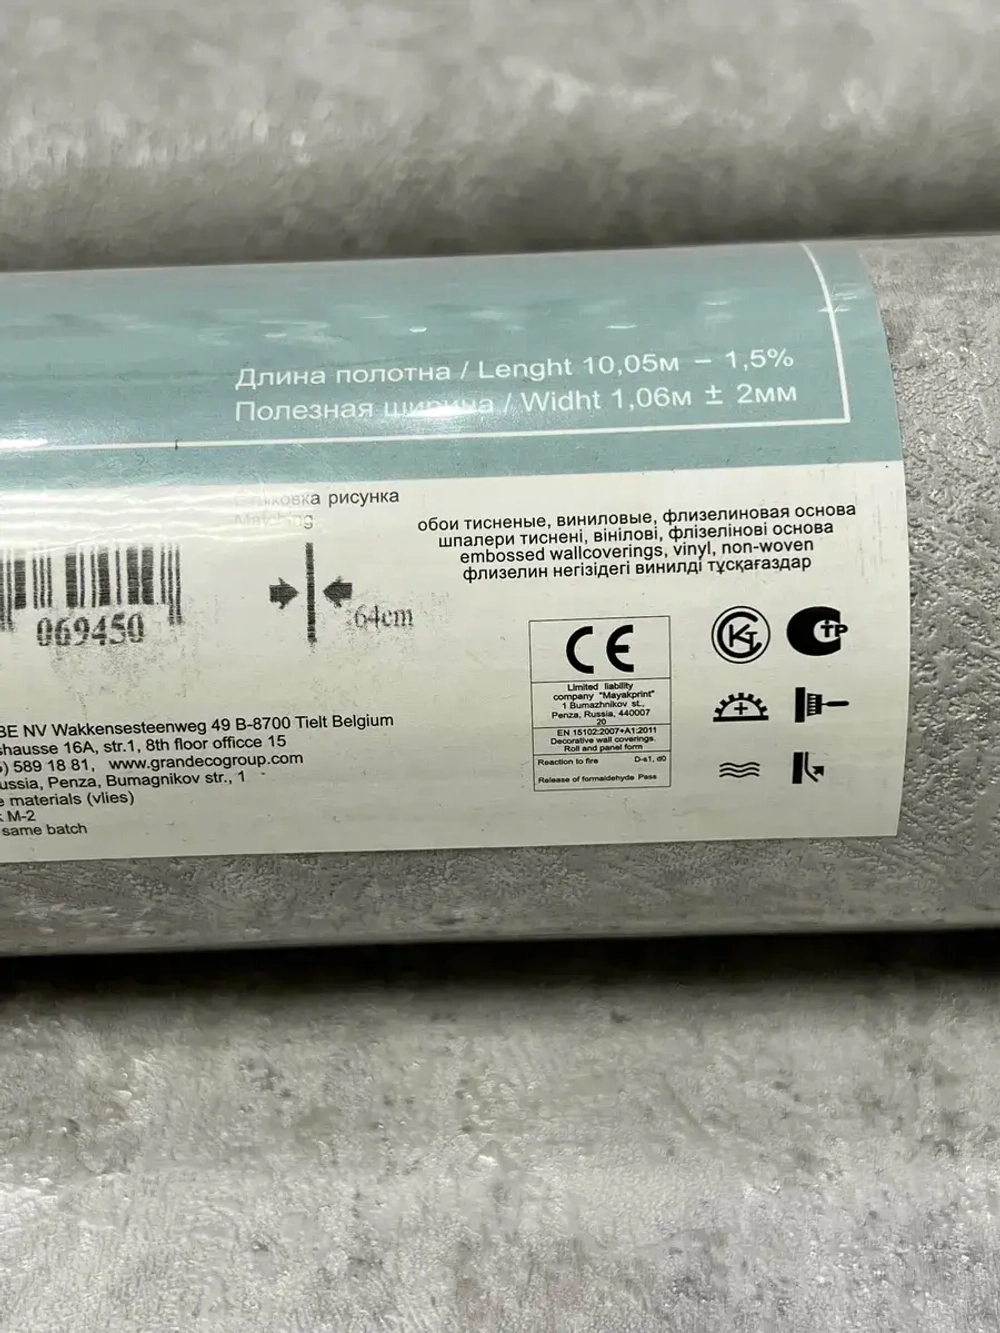 Длина полотна / Lenght 10,05м – 1,5%
Полезная ширина / Widht 1,06м ± 2мм
рисунка
Matching
64cm
069450
обои тисненые, виниловые, флизелиновая основа
шпалери тиснені, вінілові, флізелінові основа
embossed wallcoverings, vinyl, non-woven
флизелин негізідегі винилді тұсқағаздар
BE NV Wakkensesteenweg 49 B-8700 Tielt Belgium
shausse 16A, str.1, 8th floor officce 15
) 589 18 81, www.grandecogroup.com
ussia, Penza, Bumagnikov str., 1
e materials (vlies)
M-2
same batch
CE
Limited liability
company "Mayakprint"
1 Bumazhnikov st.,
Penza, Russia, 440007
20
EN 15102:2007+A1:2011
Decorative wall coverings.
Roll and panel form
Reaction to fire D-s1, d0
Release of formaldehyde Pass
ТР